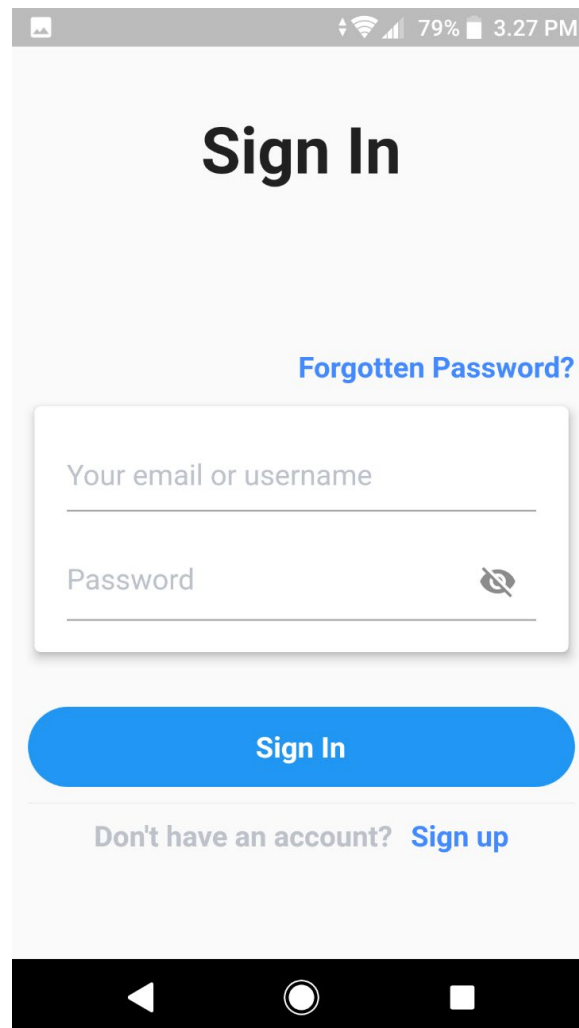 79% 3.27 PM
Sign In
Forgotten Password?
Your email or username
Password
Sign In
Don't have an account? Sign up